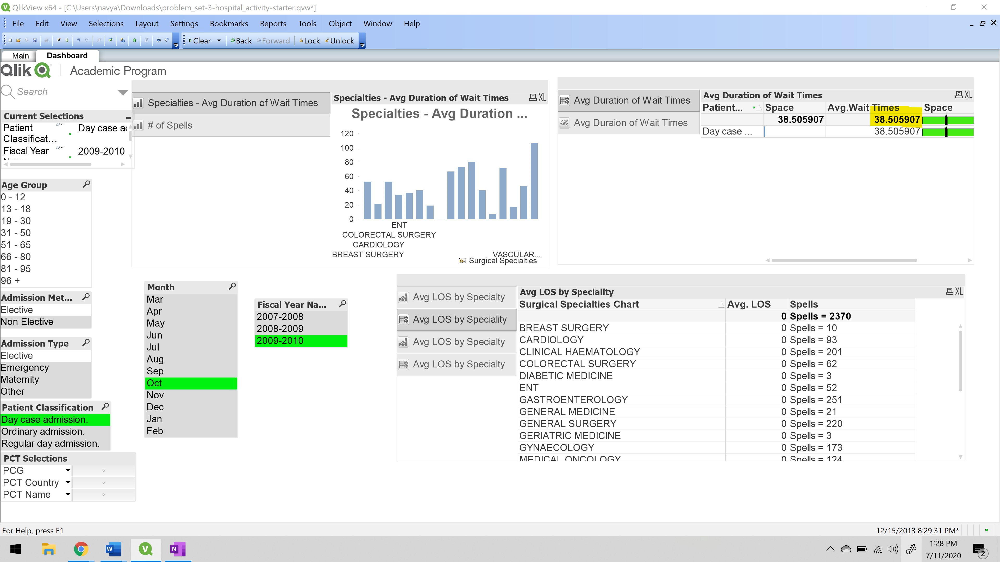 QlikView x64 - [C:\Users\navya\Downloads\problem_set-3-hospital_activity-starter.qvw*]
File Edit View Selections Layout Settings Bookmarks Reports Tools Object Window Help
Clear Back Forward Lock Unlock
Main Dashboard
Qlik Academic Program
Search
Current Selections
Patient Classificat... Day case a
Fiscal Year 2009-2010
Age Group
0 - 12
13 - 18
19 - 30
31 - 50
51 - 65
66 - 80
81 - 95
96 +
Admission Met...
Elective
Non Elective
Admission Type
Elective
Emergency
Maternity
Other
Patient Classification
Day case admission.
Ordinary admission.
Regular day admission.
PCT Selections
PCG
PCT Country
PCT Name
Specialties - Avg Duration of Wait Times
# of Spells
Specialties - Avg Duration of Wait Times XL
Specialties - Avg Duration ...
120
100
80
60
40
20
0
ENT
COLORECTAL SURGERY
CARDIOLOGY
BREAST SURGERY
VASCULAR...
Surgical Specialties
Avg Duration of Wait Times
Avg Duraion of Wait Times
Avg Duration of Wait Times XL
Patient... Space Avg.Wait Times Space
38.505907 38.505907
Day case ... 38.505907
Month
Mar
Apr
May
Jun
Jul
Aug
Sep
Oct
Nov
Dec
Jan
Feb
Fiscal Year Na...
2007-2008
2008-2009
2009-2010
Avg LOS by Specialty
Avg LOS by Speciality
Avg LOS by Specialty
Avg LOS by Specialty
Avg LOS by Speciality XL
Surgical Specialties Chart Avg. LOS Spells
0 Spells = 2370
BREAST SURGERY 0 Spells = 10
CARDIOLOGY 0 Spells = 93
CLINICAL HAEMATOLOGY 0 Spells = 201
COLORECTAL SURGERY 0 Spells = 62
DIABETIC MEDICINE 0 Spells = 3
ENT 0 Spells = 52
GASTROENTEROLOGY 0 Spells = 251
GENERAL MEDICINE 0 Spells = 21
GENERAL SURGERY 0 Spells = 220
GERIATRIC MEDICINE 0 Spells = 3
GYNAECOLOGY 0 Spells = 173
MEDICAL ONCOLOGY 0 Spells = 124
For Help, press F1
12/15/2013 8:29:31 PM*
1:28 PM
7/11/2020
2